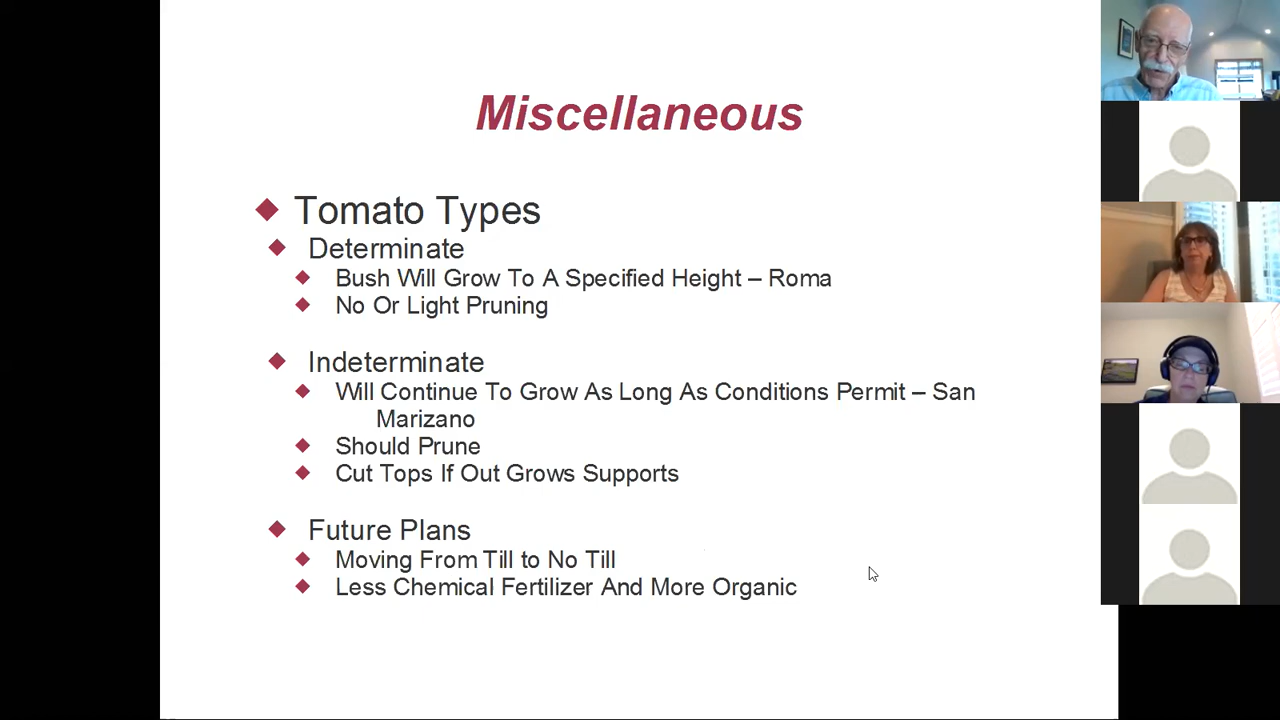 Miscellaneous
Tomato Types
Determinate
Bush Will Grow To A Specified Height – Roma
No Or Light Pruning
Indeterminate
Will Continue To Grow As Long As Conditions Permit – San
Marizano
Should Prune
Cut Tops If Out Grows Supports
Future Plans
Moving From Till to No Till
Less Chemical Fertilizer And More Organic